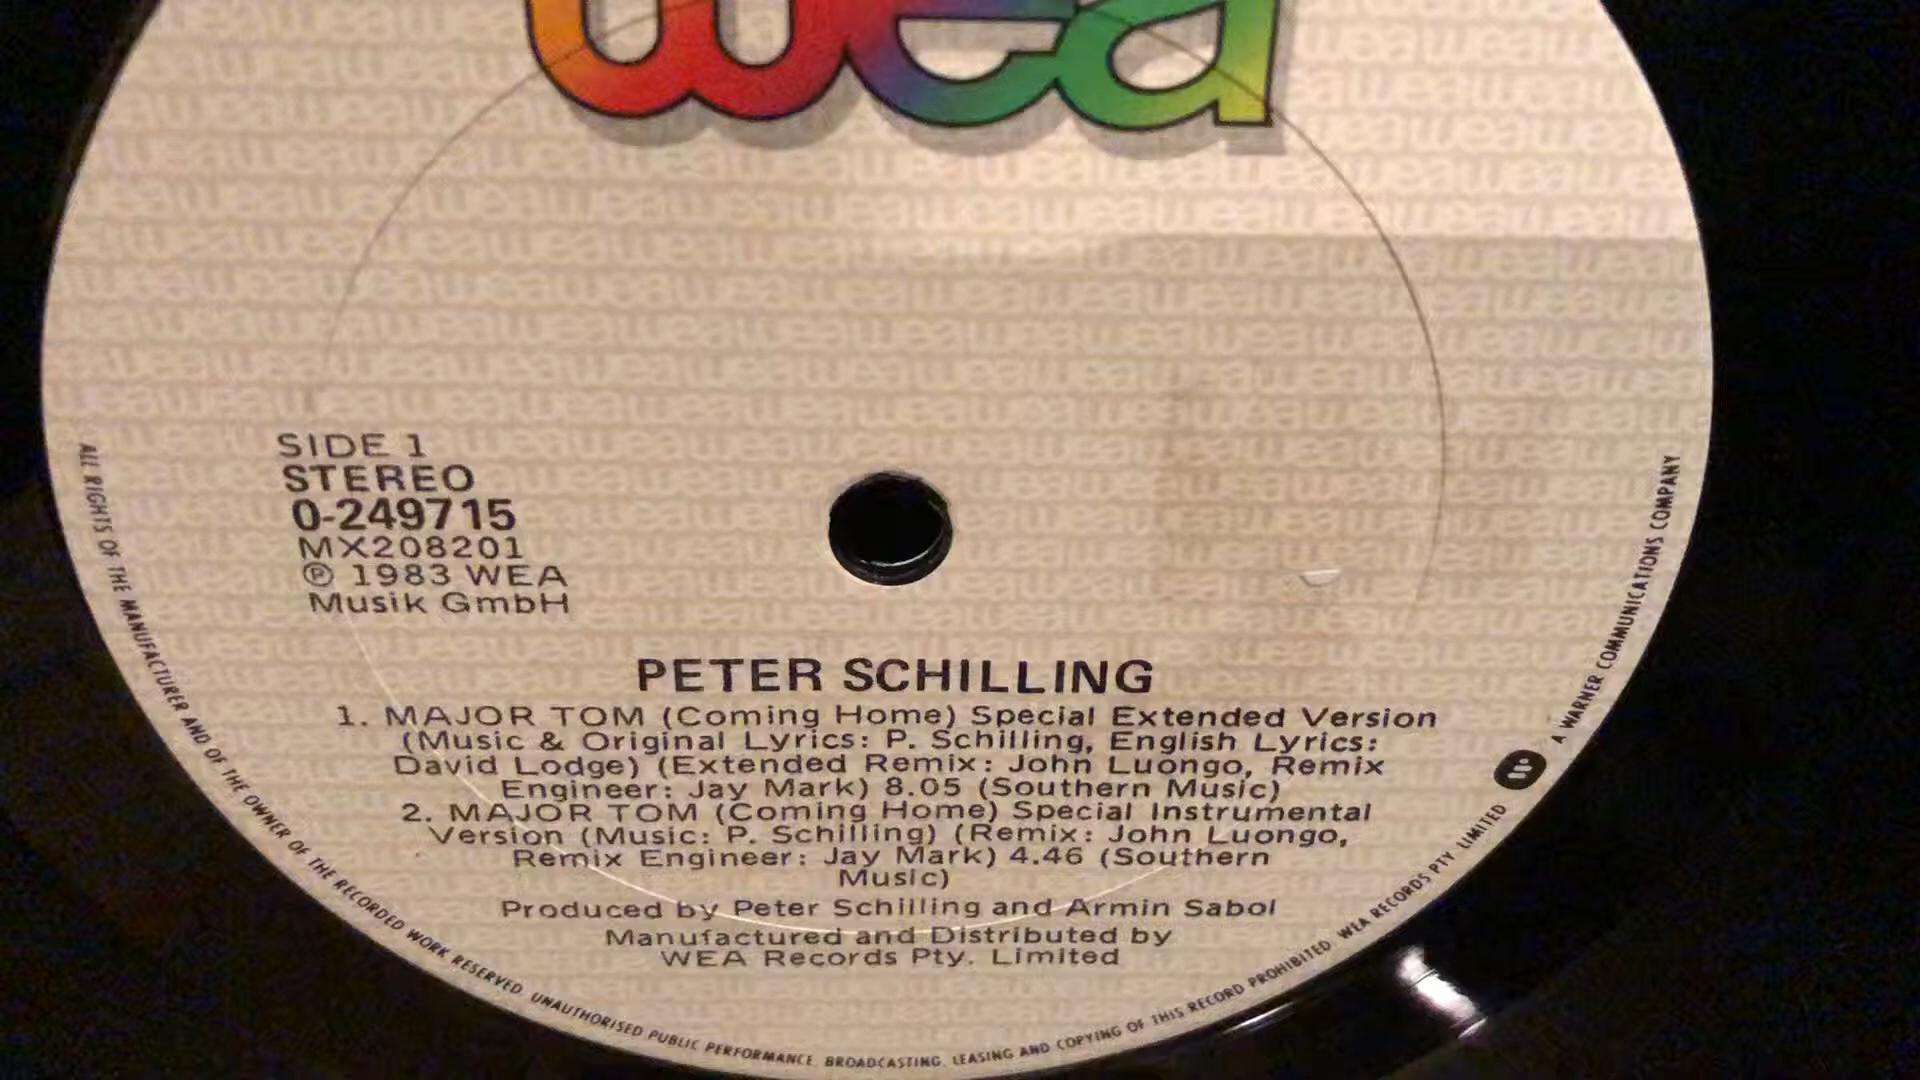 wea
SIDE 1
STEREO
0-249715
MX208201
℗ 1983 WEA
Musik GmbH
PETER SCHILLING
1. MAJOR TOM (Coming Home) Special Extended Version
(Music & Original Lyrics: P. Schilling, English Lyrics:
David Lodge) (Extended Remix: John Luongo, Remix
Engineer: Jay Mark) 8.05 (Southern Music)
2. MAJOR TOM (Coming Home) Special Instrumental
Version (Music: P. Schilling) (Remix: John Luongo,
Remix Engineer: Jay Mark) 4.46 (Southern
Music)
Produced by Peter Schilling and Armin Sabol
Manufactured and Distributed by
WEA Records Pty. Limited
ALL RIGHTS OF THE MANUFACTURER AND OF THE OWNER OF THE RECORDED WORK RESERVED. UNAUTHORISED PUBLIC PERFORMANCE, BROADCASTING, LEASING AND COPYING OF THIS RECORD PROHIBITED. WEA RECORDS PTY. LIMITED A WARNER COMMUNICATIONS COMPANY